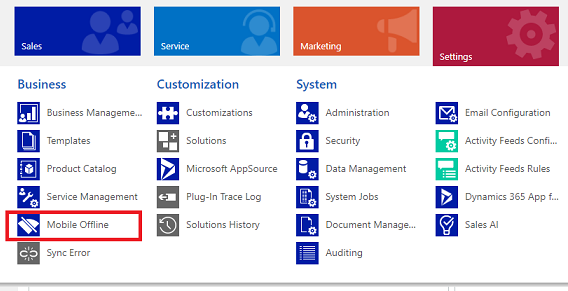 Sales
Service
Marketing
Settings
Business
Business Manageme...
Templates
Product Catalog
Service Management
Mobile Offline
Sync Error
Customization
Customizations
Solutions
Microsoft AppSource
Plug-In Trace Log
Solutions History
System
Administration
Security
Data Management
System Jobs
Document Manage...
Auditing
Email Configuration
Activity Feeds Confi...
Activity Feeds Rules
Dynamics 365 App f...
Sales AI